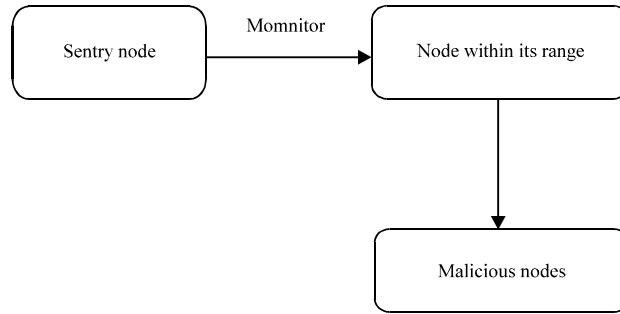 Momnitor
Sentry node
Node within its range
Malicious nodes